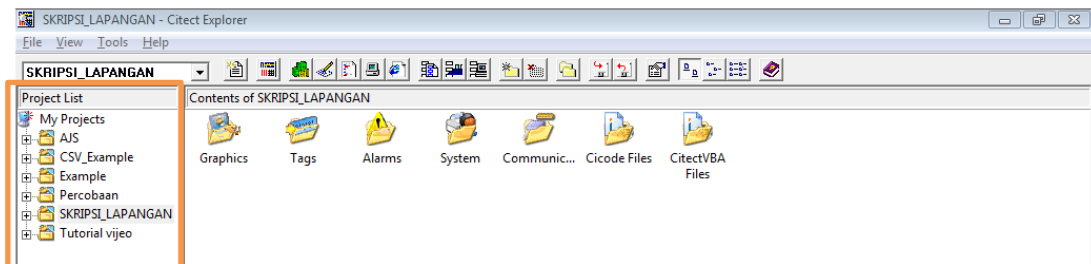 SKRIPSI_LAPANGAN - Citect Explorer
File View Tools Help
SKRIPSI_LAPANGAN
Project List
Contents of SKRIPSI_LAPANGAN
My Projects
AJS
CSV_Example
Example
Percobaan
SKRIPSI_LAPANGAN
Tutorial vijeo
Graphics
Tags
Alarms
System
Communic...
Cicode Files
CitectVBA
Files